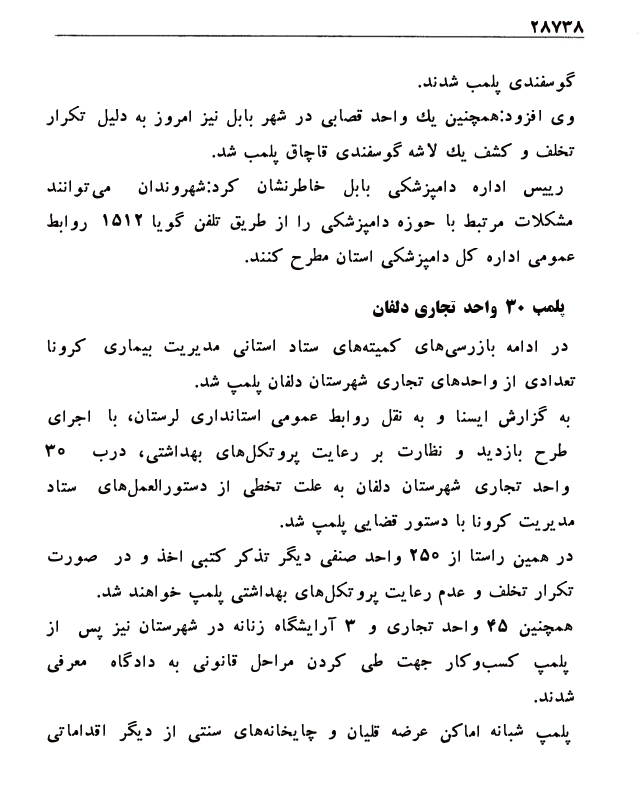 ۲۸۷۳۸
گوسفندی پلمب شدند.
وی افزود:همچنین یك واحد قصابی در شهر بابل نیز امروز به دلیل تکرار
تخلف و کشف یك لاشه گوسفندی قاچاق پلمب شد.
رییس اداره دامپزشکی بابل خاطرنشان کرد:شهروندان می‌توانند
مشکلات مرتبط با حوزه دامپزشکی را از طریق تلفن گویا ۱۵۱۲ روابط
عمومی اداره کل دامپزشکی استان مطرح کنند.
پلمب ۳۰ واحد تجاری دلفان
در ادامه بازرسی‌های کمیته‌های ستاد استانی مدیریت بیماری کرونا
تعدادی از واحدهای تجاری شهرستان دلفان پلمپ شد.
به گزارش ایسنا و به نقل روابط عمومی استانداری لرستان، با اجرای
طرح بازدید و نظارت بر رعایت پروتکل‌های بهداشتی، درب ۳۰
واحد تجاری شهرستان دلفان به علت تخطی از دستورالعمل‌های ستاد
مدیریت کرونا با دستور قضایی پلمپ شد.
در همین راستا از ۲۵۰ واحد صنفی دیگر تذکر کتبی اخذ و در صورت
تکرار تخلف و عدم رعایت پروتکل‌های بهداشتی پلمپ خواهند شد.
همچنین ۴۵ واحد تجاری و ۳ آرایشگاه زنانه در شهرستان نیز پس از
پلمپ کسب‌وکار جهت طی کردن مراحل قانونی به دادگاه معرفی
شدند.
پلمپ شبانه اماکن عرضه قلیان و چایخانه‌های سنتی از دیگر اقداماتی